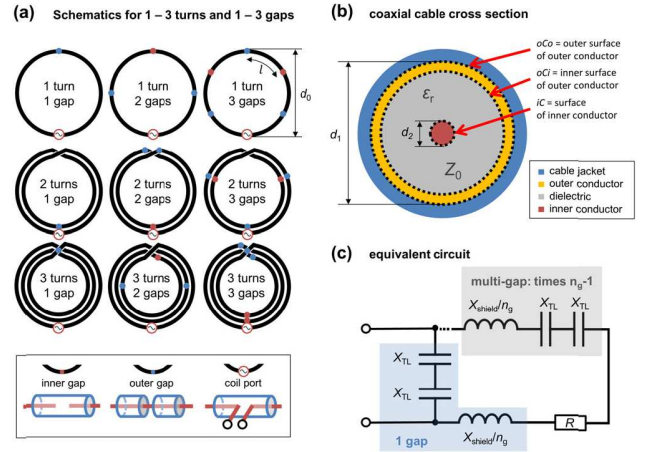 (a)
Schematics for 1 – 3 turns and 1 – 3 gaps
1 turn
1 gap
1 turn
2 gaps
1 turn
3 gaps
l
d0
2 turns
1 gap
2 turns
2 gaps
2 turns
3 gaps
3 turns
1 gap
3 turns
2 gaps
3 turns
3 gaps
inner gap
outer gap
coil port
(b)
coaxial cable cross section
d1
d2
εr
Z0
oCo = outer surface
of outer conductor
oCi = inner surface
of outer conductor
iC = surface
of inner conductor
cable jacket
outer conductor
dielectric
inner conductor
(c)
equivalent circuit
multi-gap: times ng-1
Xshield/ng
XTL
XTL
XTL
XTL
1 gap
Xshield/ng
R